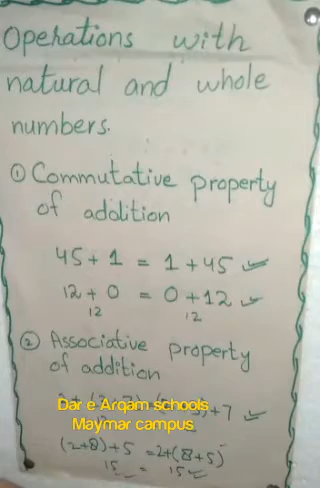 Operations with
natural and whole
numbers.
① Commutative property
of addition
45 + 1 = 1 + 45 ✓
12 + 0 = 0 + 12 ✓
12 12
② Associative property
of addition
+ 7 ✓
Dar e Arqam schools
Maymar campus
(2+8)+5 = 2+(8+5)
15 = 15 ✓